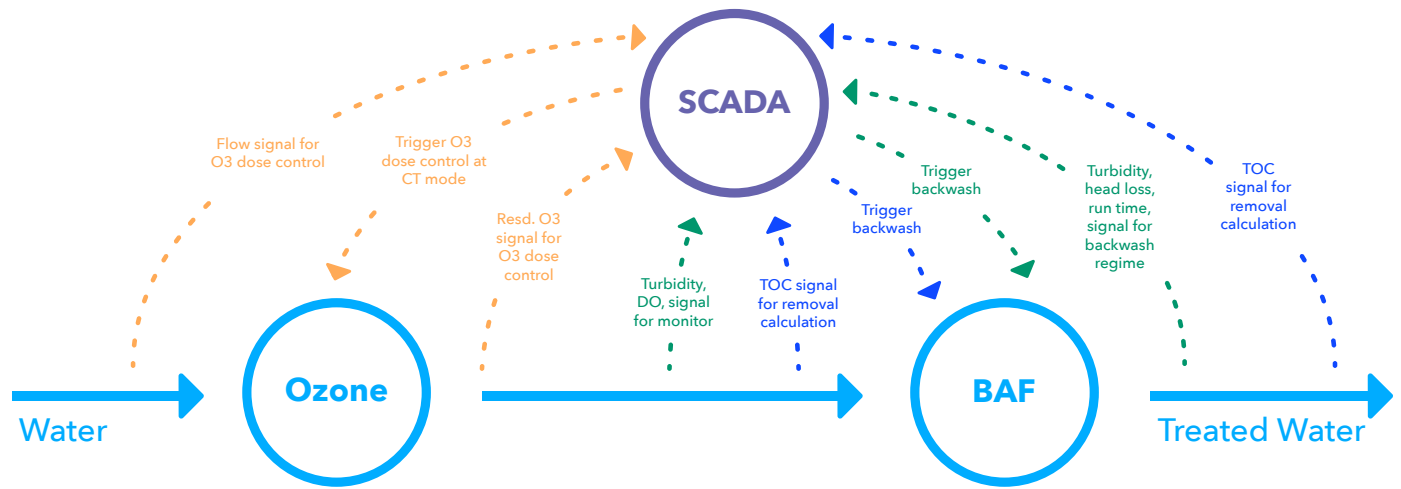 SCADA
Flow signal for
O3 dose control
Trigger O3
dose control at
CT mode
Resd. O3
signal for
O3 dose
control
Turbidity,
DO, signal
for monitor
TOC signal
for removal
calculation
Trigger
backwash
Trigger
backwash
Turbidity,
head loss,
run time,
signal for
backwash
regime
TOC
signal for
removal
calculation
Ozone
BAF
Water
Treated Water